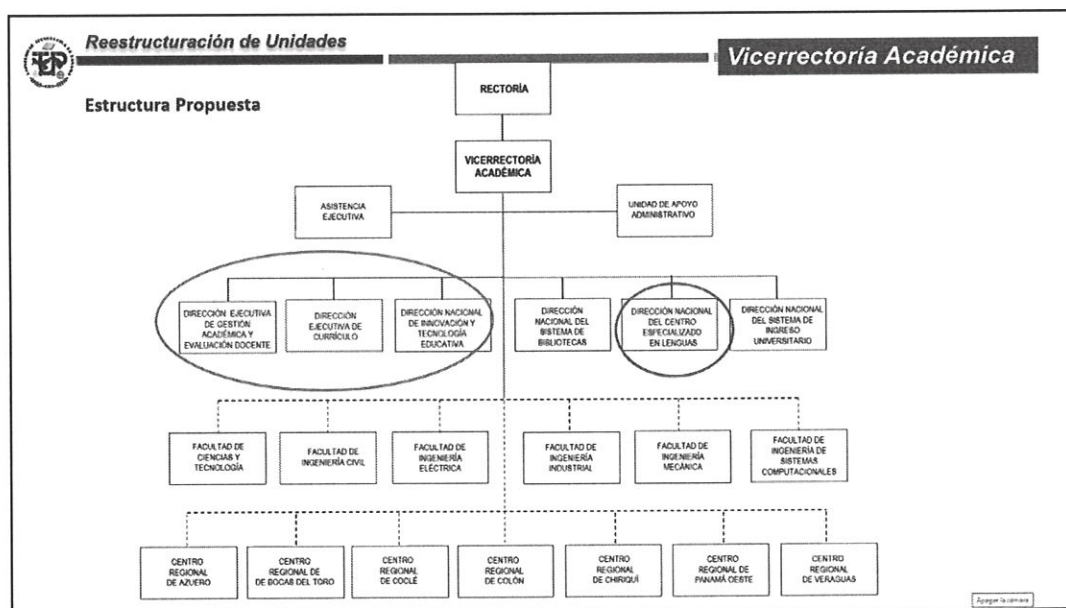 Reestructuración de Unidades
Vicerrectoría Académica
Estructura Propuesta
RECTORÍA
VICERRECTORÍA
ACADÉMICA
ASISTENCIA
EJECUTIVA
UNIDAD DE APOYO
ADMINISTRATIVO
DIRECCIÓN EJECUTIVA
DE GESTIÓN
ACADÉMICA Y
EVALUACIÓN DOCENTE
DIRECCIÓN
EJECUTIVA DE
CURRÍCULO
DIRECCIÓN NACIONAL
DE INNOVACIÓN Y
TECNOLOGÍA
EDUCATIVA
DIRECCIÓN
NACIONAL DEL
SISTEMA DE
BIBLIOTECAS
DIRECCIÓN NACIONAL
DEL CENTRO
ESPECIALIZADO
EN LENGUAS
DIRECCIÓN NACIONAL
DEL SISTEMA DE
INGRESO
UNIVERSITARIO
FACULTAD DE
CIENCIAS Y
TECNOLOGÍA
FACULTAD DE
INGENIERÍA CIVIL
FACULTAD DE
INGENIERÍA
ELÉCTRICA
FACULTAD DE
INGENIERÍA
INDUSTRIAL
FACULTAD DE
INGENIERÍA
MECÁNICA
FACULTAD DE
INGENIERÍA DE
SISTEMAS
COMPUTACIONALES
CENTRO
REGIONAL
DE AZUERO
CENTRO
REGIONAL DE
DE BOCAS DEL TORO
CENTRO
REGIONAL
DE COCLÉ
CENTRO
REGIONAL
DE COLÓN
CENTRO
REGIONAL
DE CHIRIQUÍ
CENTRO
REGIONAL DE
PANAMÁ OESTE
CENTRO
REGIONAL
DE VERAGUAS
Apagar la cámara